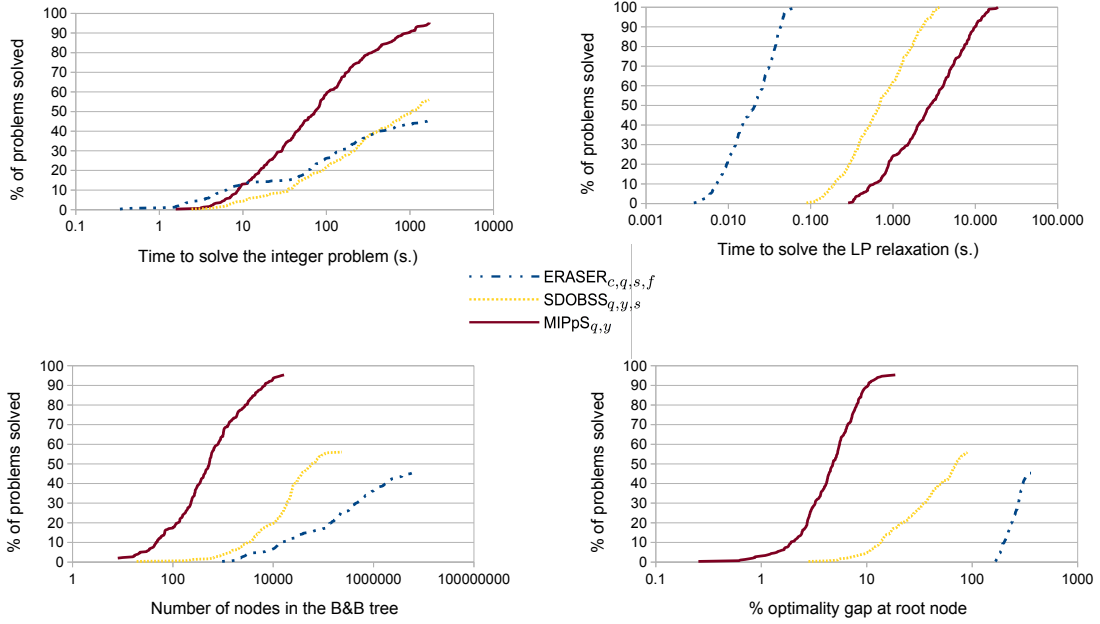 % of problems solved
100
90
80
70
60
50
40
30
20
10
0
0.1 1 10 100 1000 10000
Time to solve the integer problem (s.)
% of problems solved
100
90
80
70
60
50
40
30
20
10
0
0.001 0.010 0.100 1.000 10.000 100.000
Time to solve the LP relaxation (s.)
ERASERc,q,s,f
SDOBSSq,y,s
MIPpSq,y
% of problems solved
100
90
80
70
60
50
40
30
20
10
0
1 100 10000 1000000 100000000
Number of nodes in the B&B tree
% of problems solved
100
90
80
70
60
50
40
30
20
10
0
0.1 1 10 100 1000
% optimality gap at root node